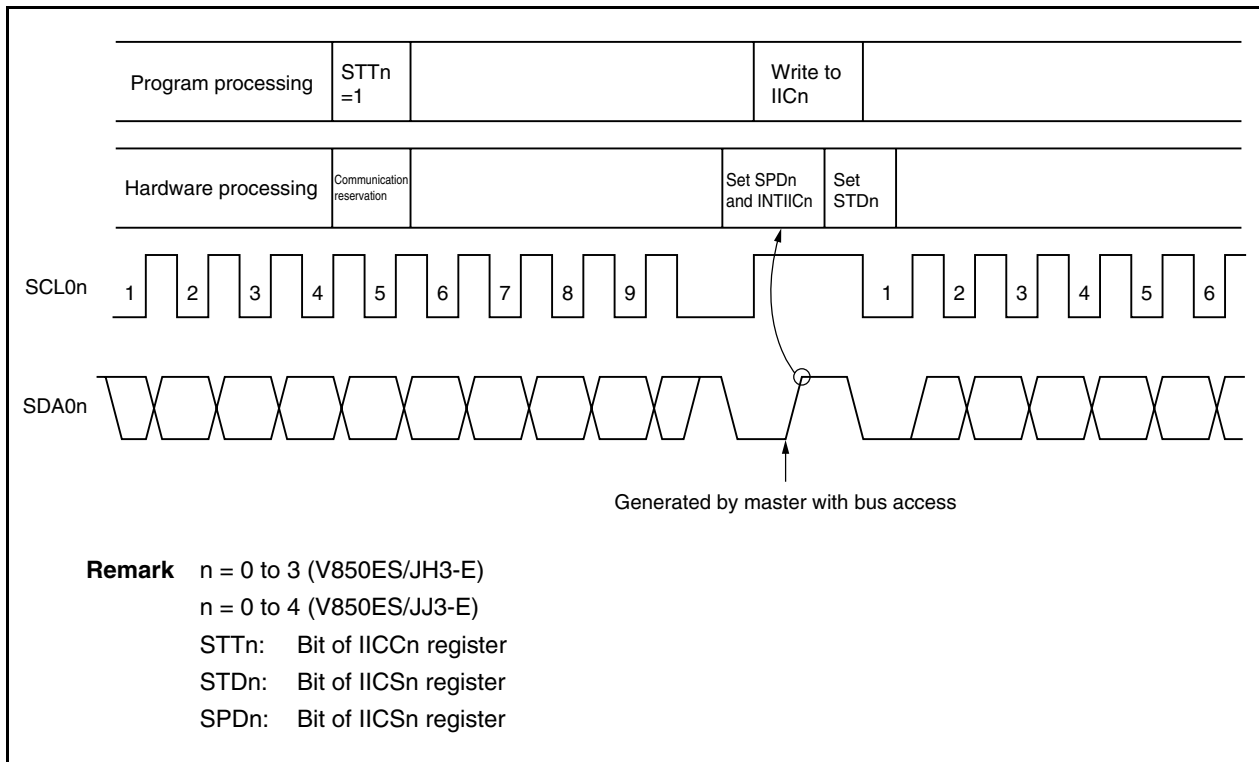 Program processing
STTn
=1
Write to
IICn
Hardware processing
Communication
reservation
Set SPDn
and INTIICn
Set
STDn
SCL0n 1 2 3 4 5 6 7 8 9 1 2 3 4 5 6
SDA0n
Generated by master with bus access
Remark n = 0 to 3 (V850ES/JH3-E)
n = 0 to 4 (V850ES/JJ3-E)
STTn: Bit of IICCn register
STDn: Bit of IICSn register
SPDn: Bit of IICSn register